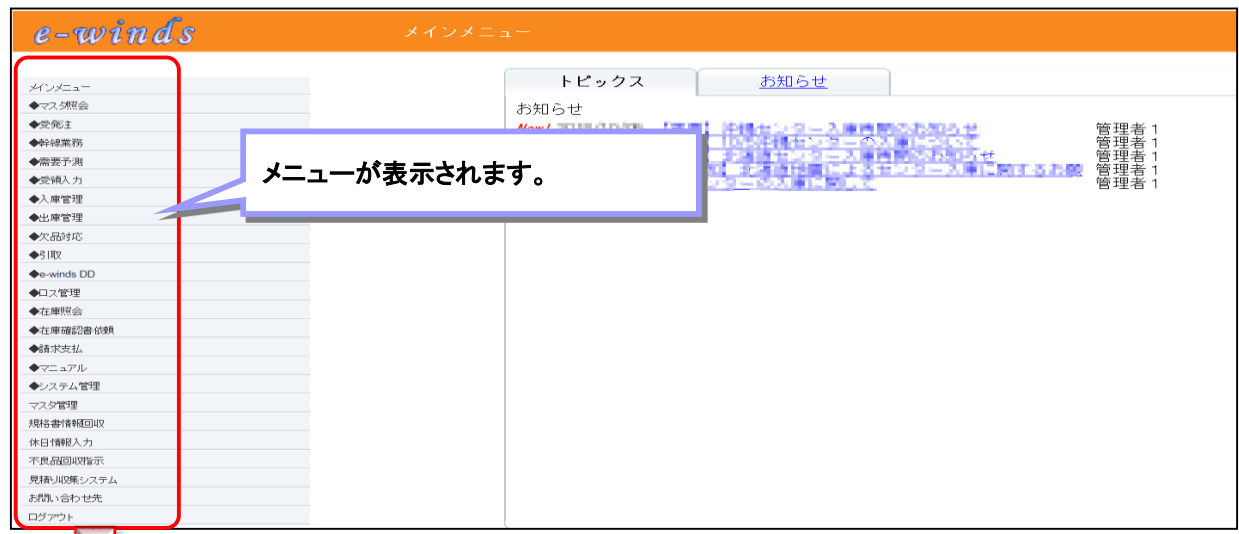 e-winds
メインメニュー
メインメニュー
◆マスタ照会
◆受発注
◆幹線業務
◆需要予測
◆受領入力
◆入庫管理
◆出庫管理
◆欠品対応
◆引取
◆e-winds DD
◆ロス管理
◆在庫照会
◆在庫確認書依頼
◆請求支払
◆マニュアル
◆システム管理
マスタ管理
規格書情報回収
休日情報入力
不良品回収指示
見積り収集システム
お問い合わせ先
ログアウト
メニューが表示されます。
トピックス
お知らせ
お知らせ
New!
管理者1
管理者1
管理者1
管理者1
管理者1